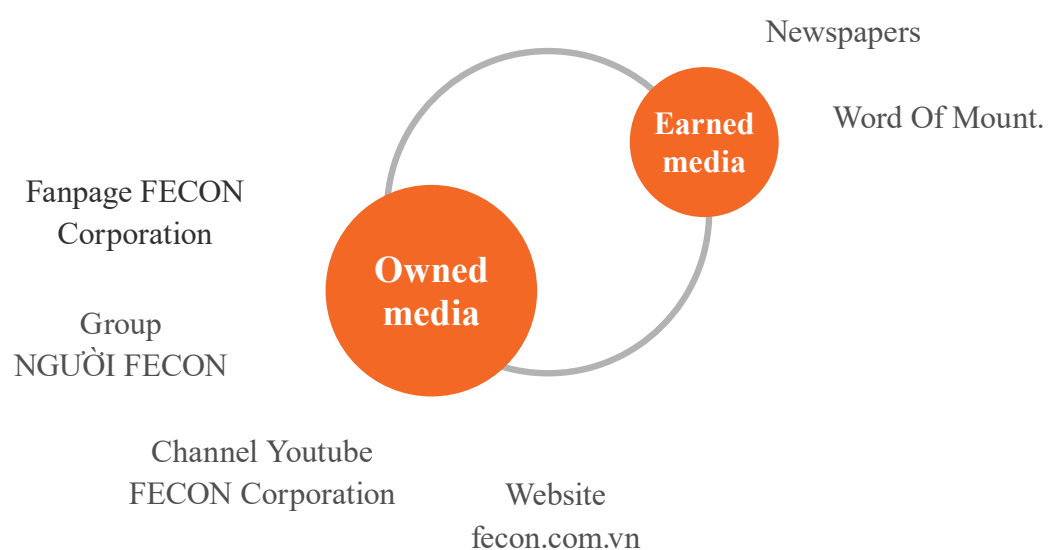 Newspapers
Word Of Mount.
Earned
media
Fanpage FECON
Corporation
Owned
media
Group
NGƯỜI FECON
Channel Youtube
FECON Corporation
Website
fecon.com.vn